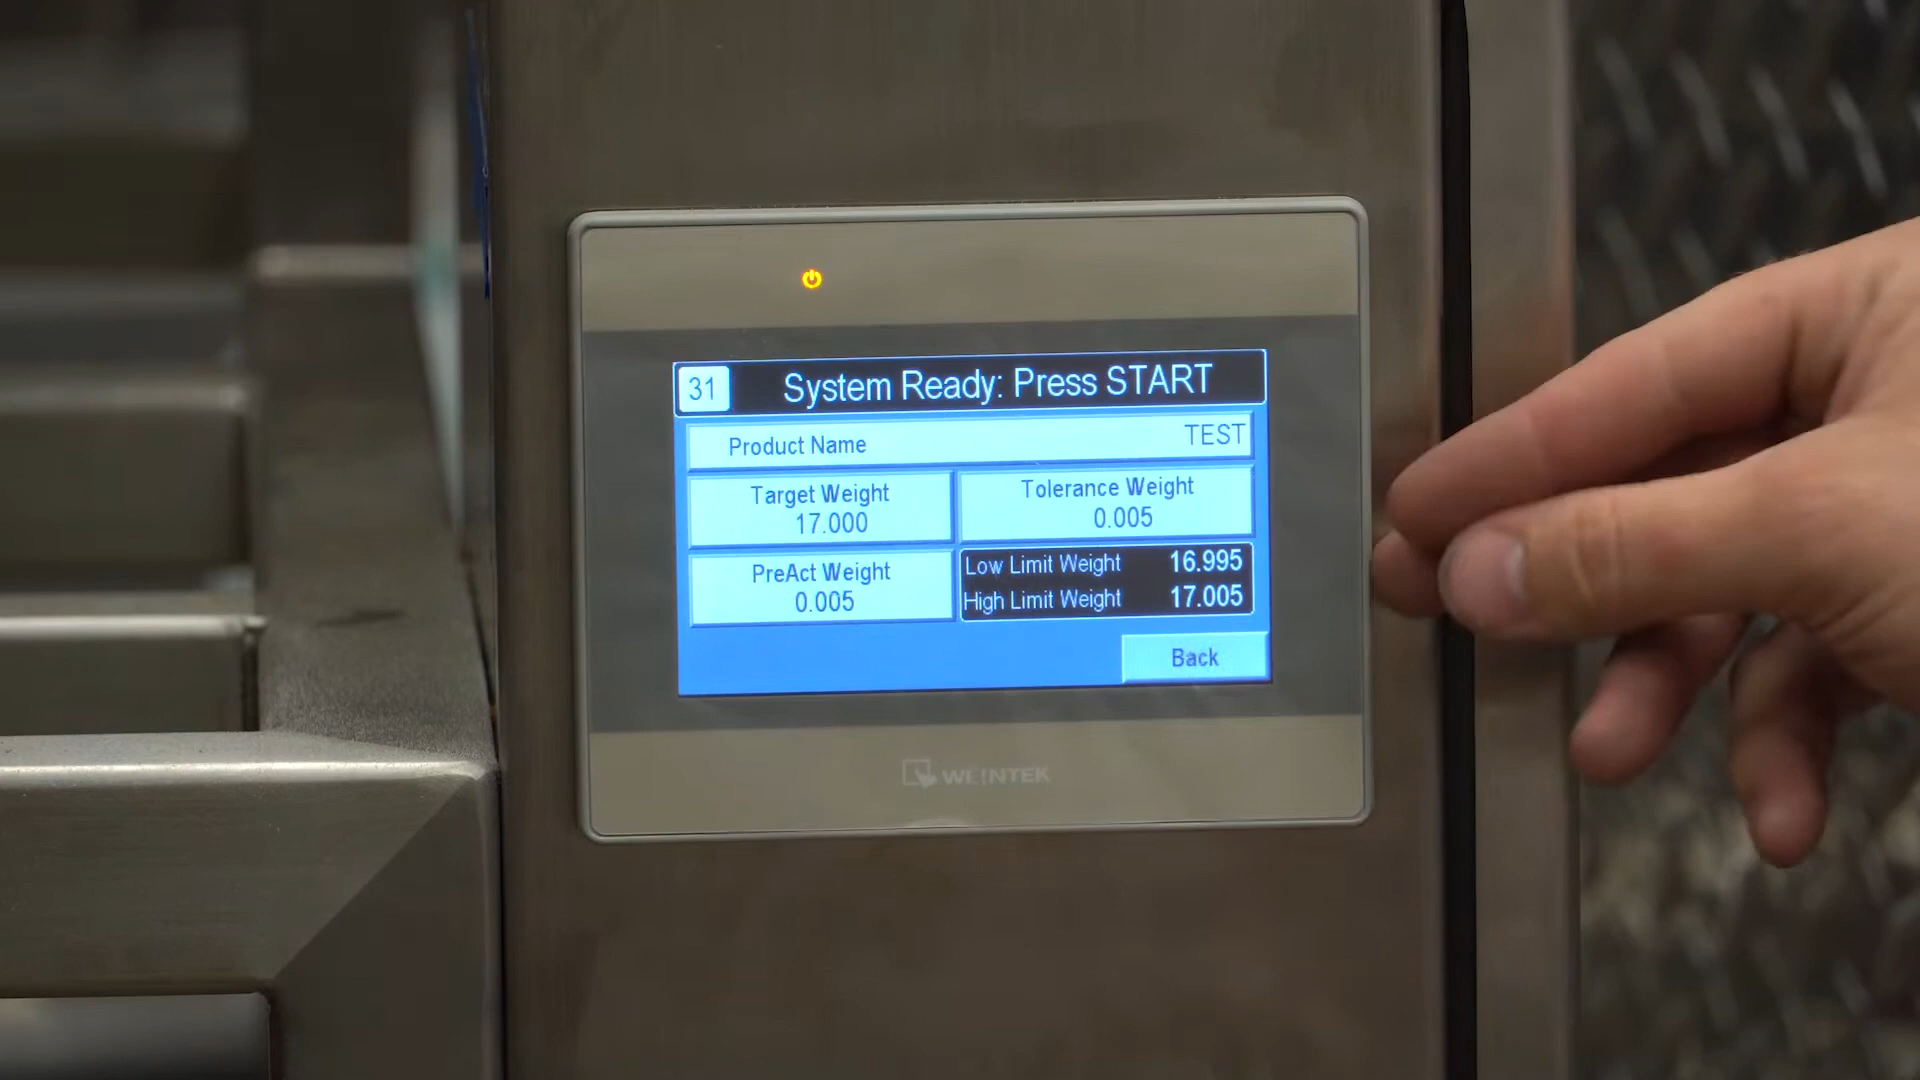 31 System Ready: Press START
Product Name TEST
Target Weight
17.000
Tolerance Weight
0.005
PreAct Weight
0.005
Low Limit Weight 16.995
High Limit Weight 17.005
Back
WEINTEK